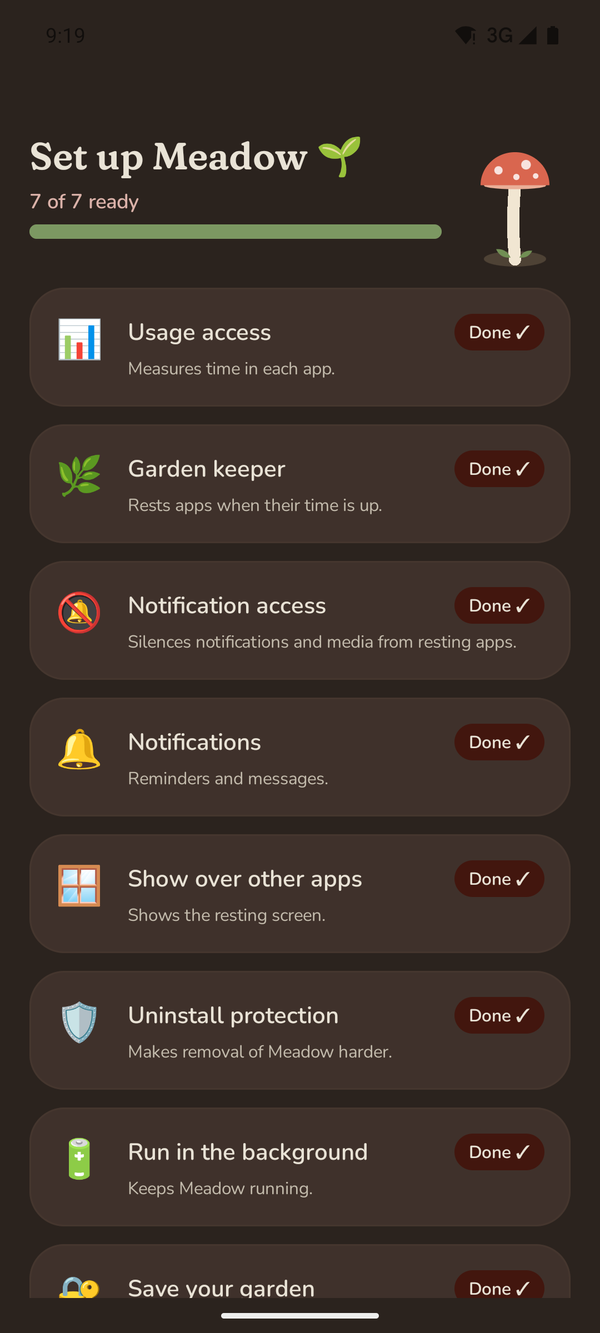 9:19
3G
Set up Meadow 🌱
7 of 7 ready
Usage access
Done ✓
Measures time in each app.
Garden keeper
Done ✓
Rests apps when their time is up.
Notification access
Done ✓
Silences notifications and media from resting apps.
Notifications
Done ✓
Reminders and messages.
Show over other apps
Done ✓
Shows the resting screen.
Uninstall protection
Done ✓
Makes removal of Meadow harder.
Run in the background
Done ✓
Keeps Meadow running.
Save your garden
Done ✓